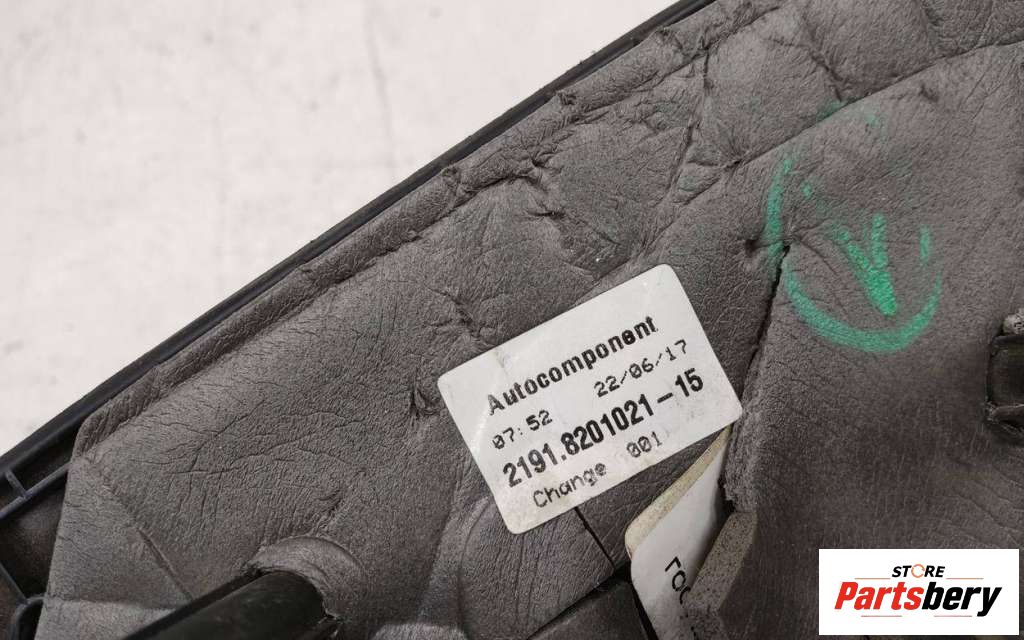 Autocomponent
07:52 22/06/17
2191.8201021-15
Change 001
STORE
Partsbery